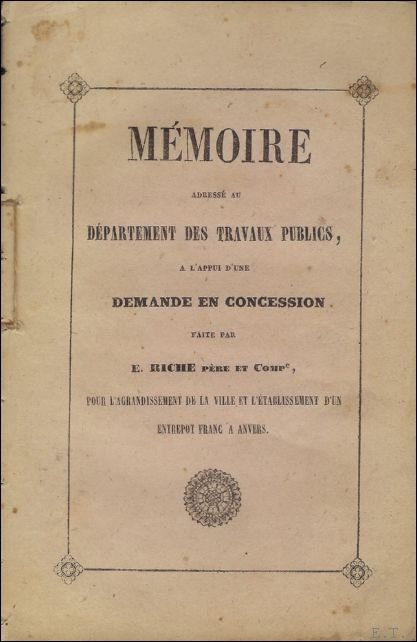 MÉMOIRE
ADRESSÉ AU
DÉPARTEMENT DES TRAVAUX PUBLICS,
A L'APPUI D'UNE
DEMANDE EN CONCESSION
FAITE PAR
E. RICHE PÈRE ET COMPᵉ,
POUR L'AGRANDISSEMENT DE LA VILLE ET L'ÉTABLISSEMENT D'UN
ENTREPOT FRANC A ANVERS.
E.T.